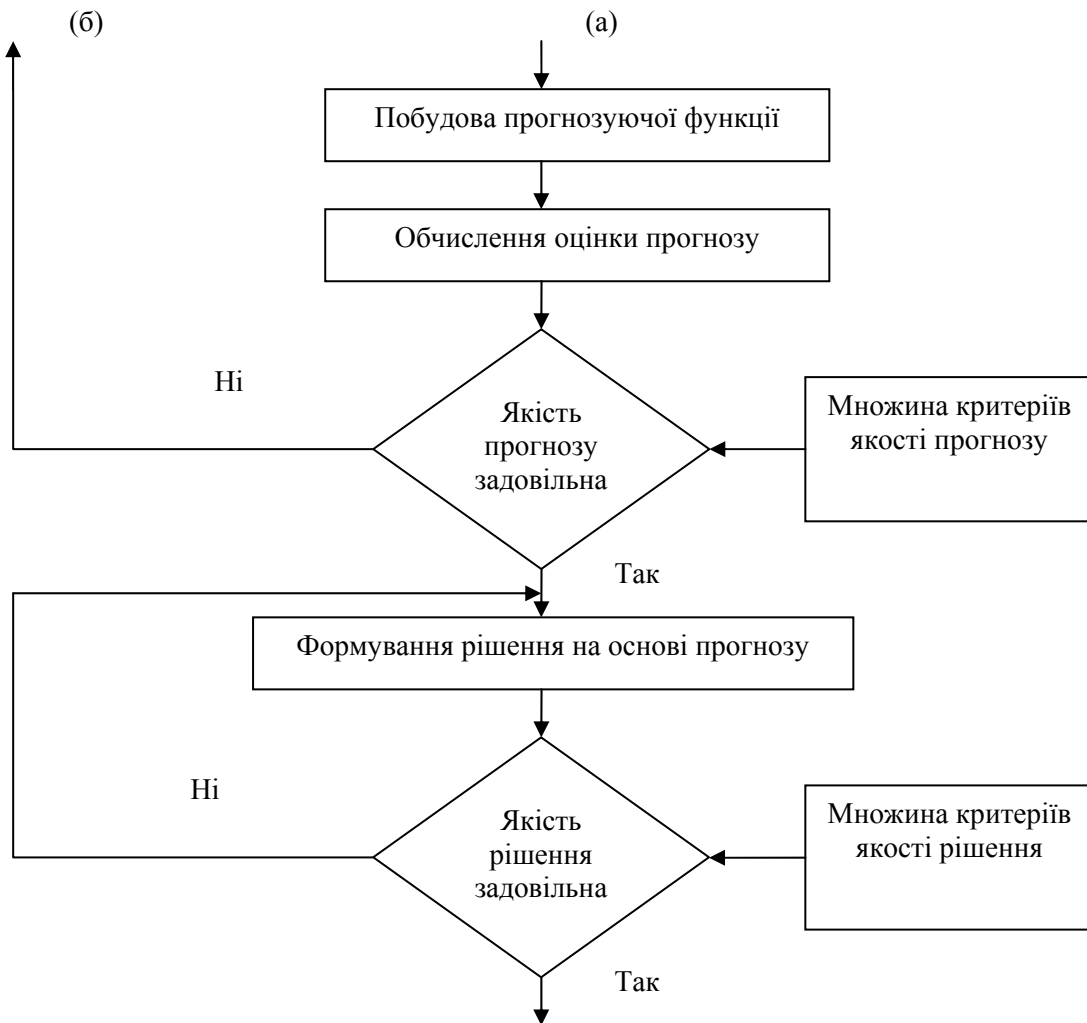 (б)
(а)
Побудова прогнозуючої функції
Обчислення оцінки прогнозу
Ні
Якість
прогнозу
задовільна
Множина критеріїв
якості прогнозу
Так
Формування рішення на основі прогнозу
Ні
Якість
рішення
задовільна
Множина критеріїв
якості рішення
Так